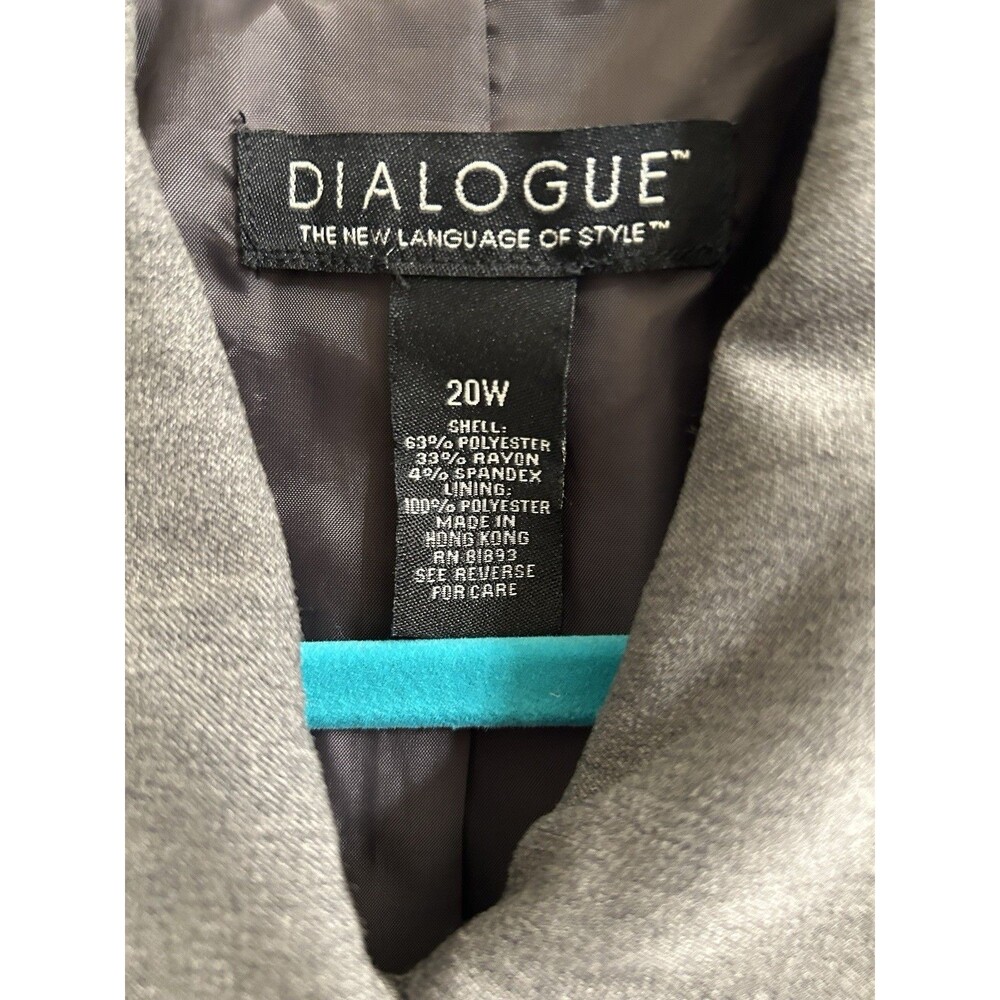 DIALOGUE™
THE NEW LANGUAGE OF STYLE™
20W
SHELL:
63% POLYESTER
33% RAYON
4% SPANDEX
LINING:
100% POLYESTER
MADE IN
HONG KONG
RN 81893
SEE REVERSE
FOR CARE